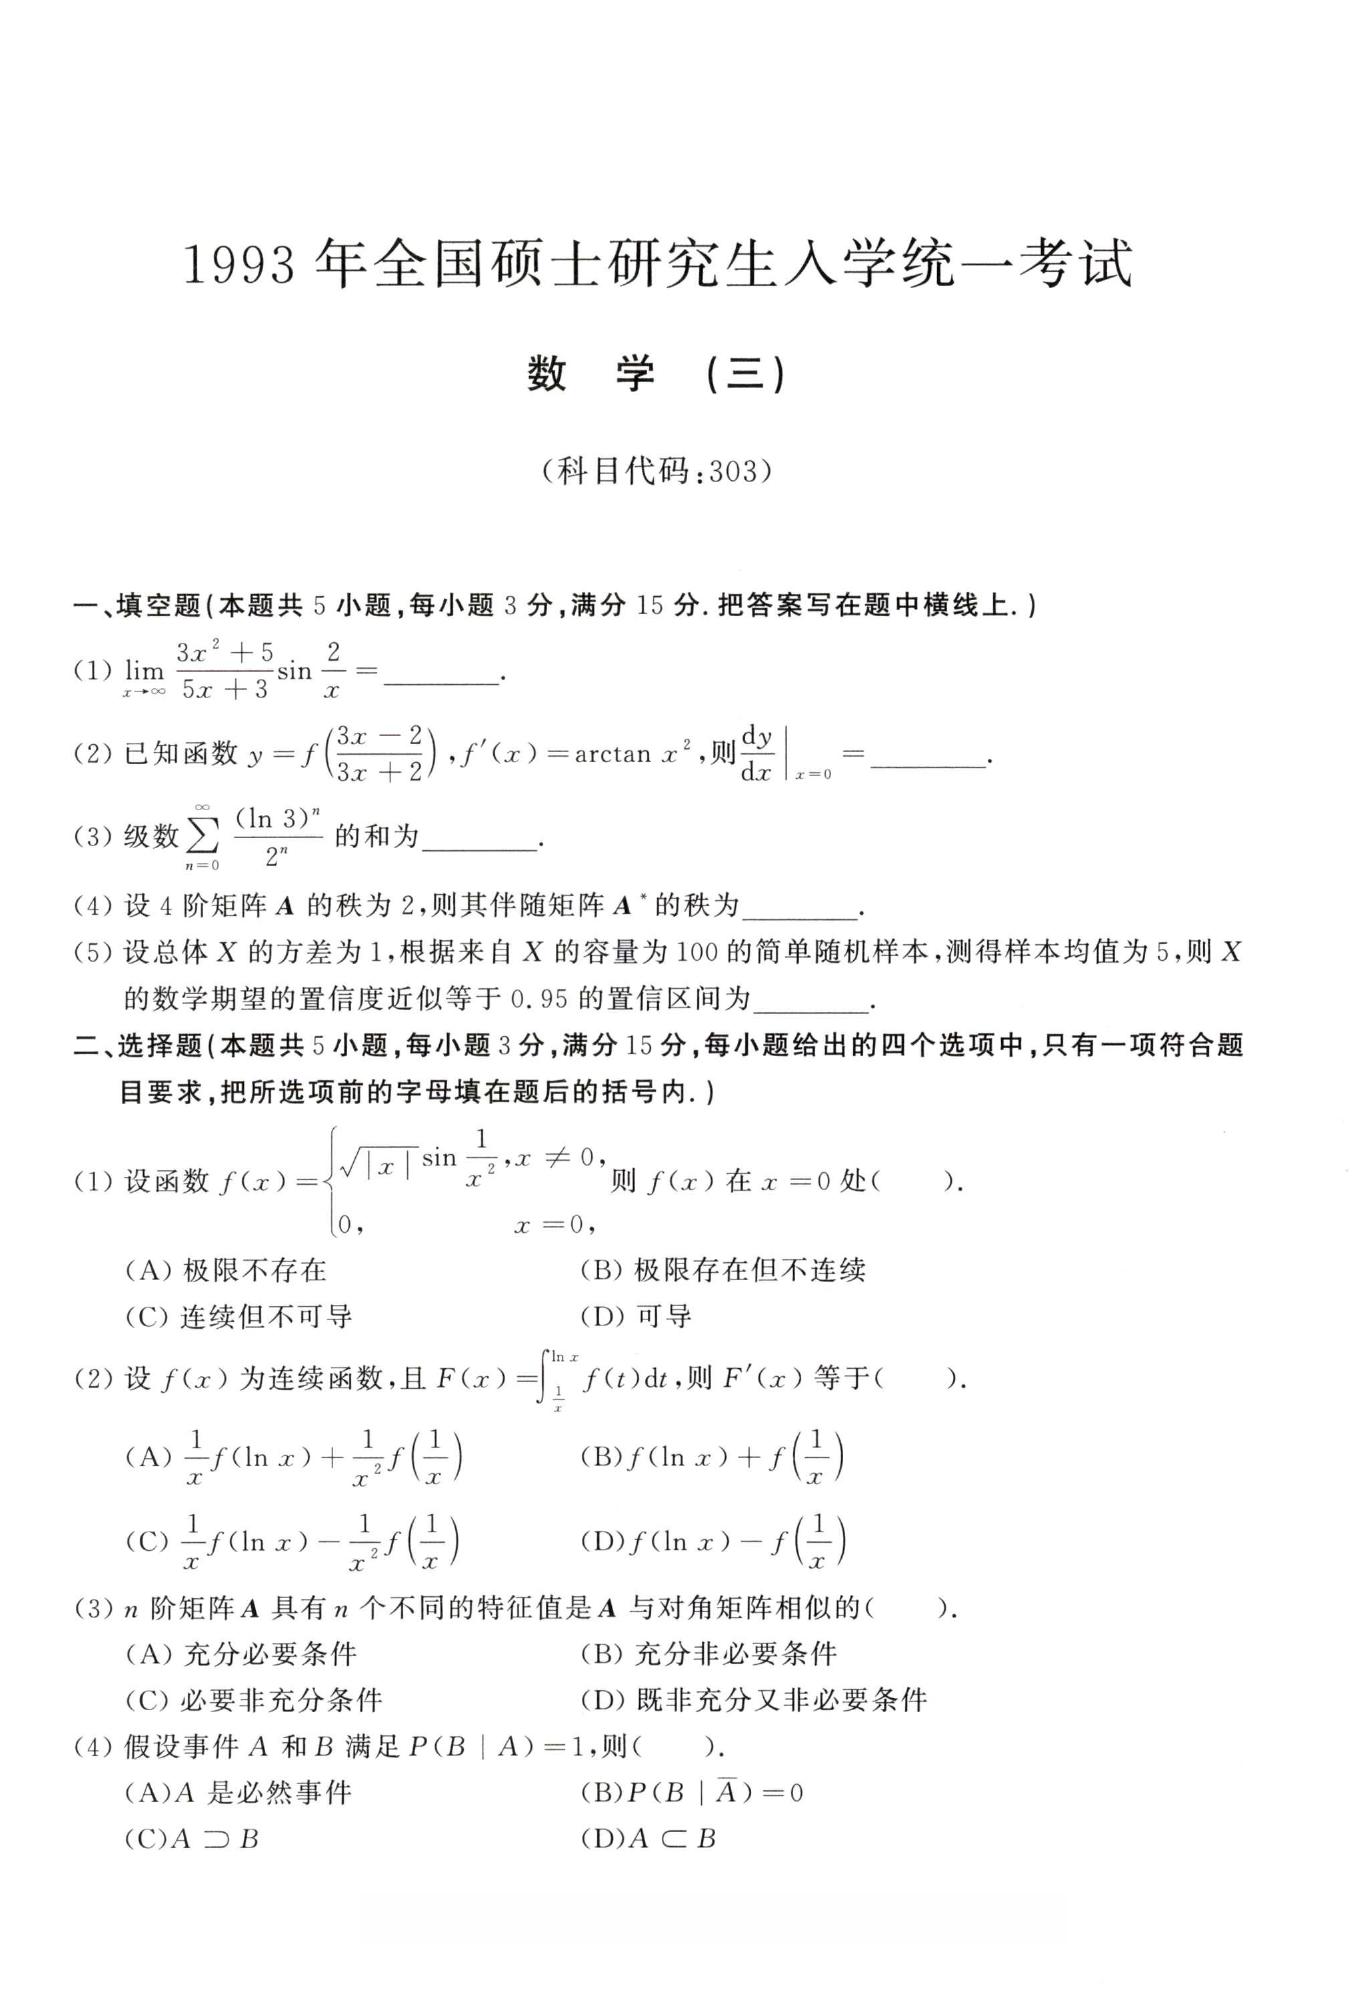 1993 年全国硕士研究生入学统一考试
数 学 (三)
(科目代码:303)
一、填空题(本题共 5 小题,每小题 3 分,满分 15 分.把答案写在题中横线上.)
(1) $\lim_{x\to\infty}\frac{3x^2+5}{5x+3}\sin\frac{2}{x}=$________.
(2) 已知函数 $y=f\left(\frac{3x-2}{3x+2}\right),f'(x)=\arctan x^2$,则$\left.\frac{dy}{dx}\right|_{x=0}=$________.
(3) 级数$\sum_{n=0}^{\infty}\frac{(\ln 3)^n}{2^n}$的和为________.
(4) 设 4 阶矩阵 A 的秩为 2,则其伴随矩阵 A* 的秩为________.
(5) 设总体 X 的方差为 1,根据来自 X 的容量为 100 的简单随机样本,测得样本均值为 5,则 X
的数学期望的置信度近似等于 0.95 的置信区间为________.
二、选择题(本题共 5 小题,每小题 3 分,满分 15 分,每小题给出的四个选项中,只有一项符合题
目要求,把所选项前的字母填在题后的括号内.)
(1) 设函数 $f(x)=\begin{cases}\sqrt{|x|}\sin\frac{1}{x^2},x\neq 0,\\0,\quad x=0,\end{cases}$则 f(x) 在 x=0 处( ).
(A) 极限不存在 (B) 极限存在但不连续
(C) 连续但不可导 (D) 可导
(2) 设 f(x) 为连续函数,且 $F(x)=\int_{\frac{1}{x}}^{\ln x}f(t)dt$,则 F′(x) 等于( ).
(A) $\frac{1}{x}f(\ln x)+\frac{1}{x^2}f\left(\frac{1}{x}\right)$ (B) $f(\ln x)+f\left(\frac{1}{x}\right)$
(C) $\frac{1}{x}f(\ln x)-\frac{1}{x^2}f\left(\frac{1}{x}\right)$ (D) $f(\ln x)-f\left(\frac{1}{x}\right)$
(3) n 阶矩阵 A 具有 n 个不同的特征值是 A 与对角矩阵相似的( ).
(A) 充分必要条件 (B) 充分非必要条件
(C) 必要非充分条件 (D) 既非充分又非必要条件
(4) 假设事件 A 和 B 满足 P(B | A)=1,则( ).
(A) A 是必然事件 (B) $P(B | \overline{A})=0$
(C) A ⊃ B (D) A ⊂ B